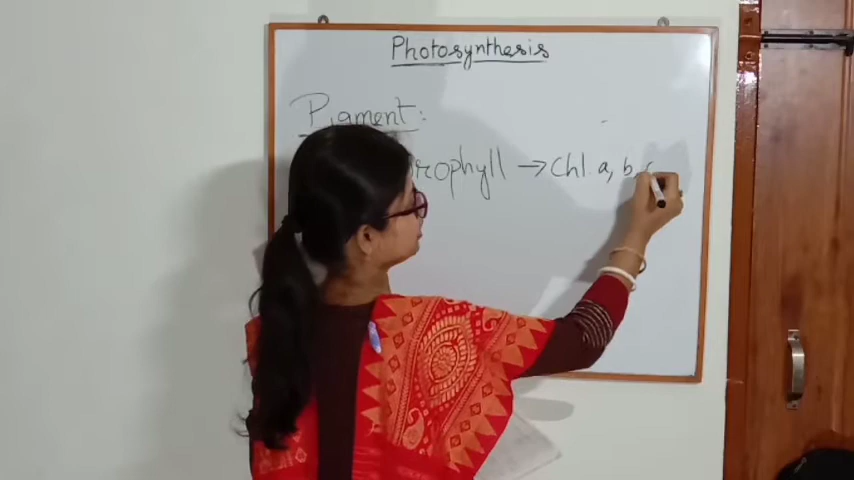 Photosynthesis
Pigment:
rophyll → Chl a, b, c